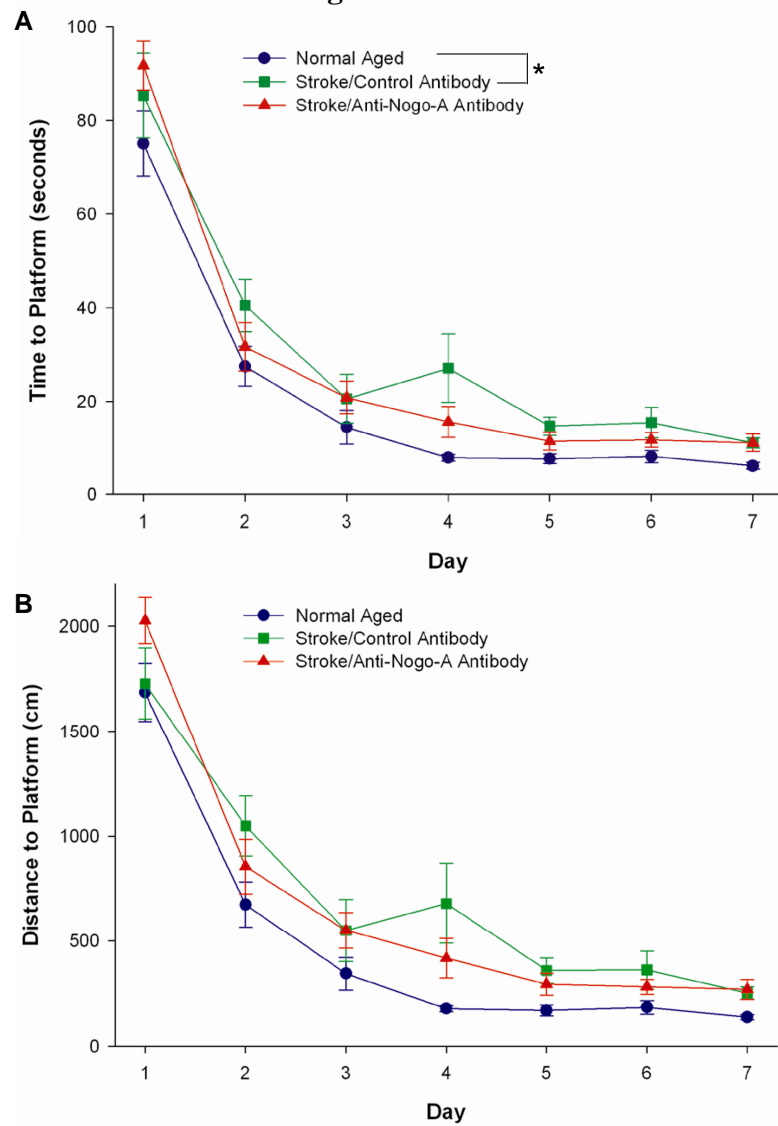 A
100
80
60
40
20
0
Time to Platform (seconds)
Normal Aged
Stroke/Control Antibody
Stroke/Anti-Nogo-A Antibody
*
1 2 3 4 5 6 7
Day
B
2000
1500
1000
500
0
Distance to Platform (cm)
Normal Aged
Stroke/Control Antibody
Stroke/Anti-Nogo-A Antibody
1 2 3 4 5 6 7
Day